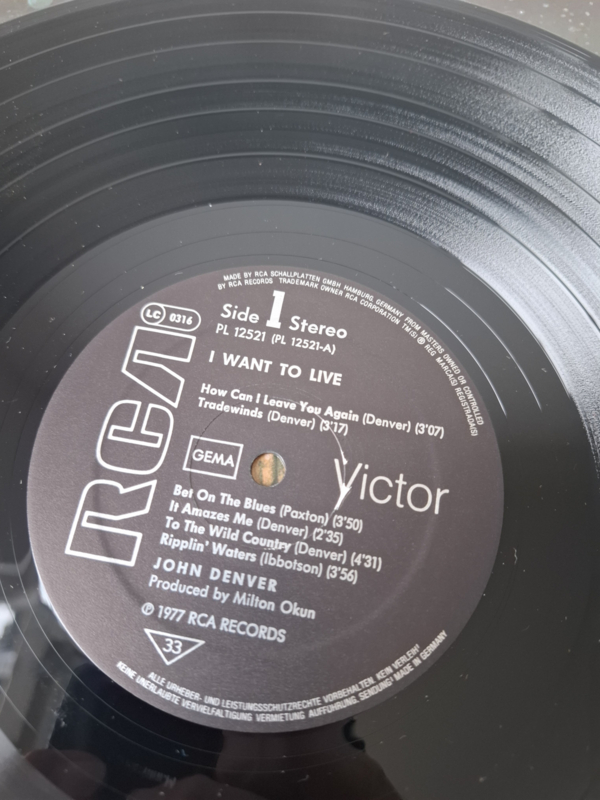 MADE BY RCA SCHALLPLATTEN GMBH HAMBURG, GERMANY FROM MASTERS OWNED OR CONTROLLED
BY RCA RECORDS TRADEMARK OWNER RCA CORPORATION TM(S) ® REG MARCA(S) REGISTRADA(S)
LC 0316
Side 1 Stereo
PL 12521 (PL 12521-A)
I WANT TO LIVE
How Can I Leave You Again (Denver) (3'07)
Tradewinds (Denver) (3'17)
RCA
GEMA
Victor
Bet On The Blues (Paxton) (3'50)
It Amazes Me (Denver) (2'35)
To The Wild Country (Denver) (4'31)
Ripplin' Waters (Ibbotson) (3'56)
JOHN DENVER
Produced by Milton Okun
℗ 1977 RCA RECORDS
33
ALLE URHEBER- UND LEISTUNGSSCHUTZRECHTE VORBEHALTEN. KEIN VERLEIH!
KEINE UNERLAUBTE VERVIELFÄLTIGUNG VERMIETUNG AUFFÜHRUNG, SENDUNG! MADE IN GERMANY